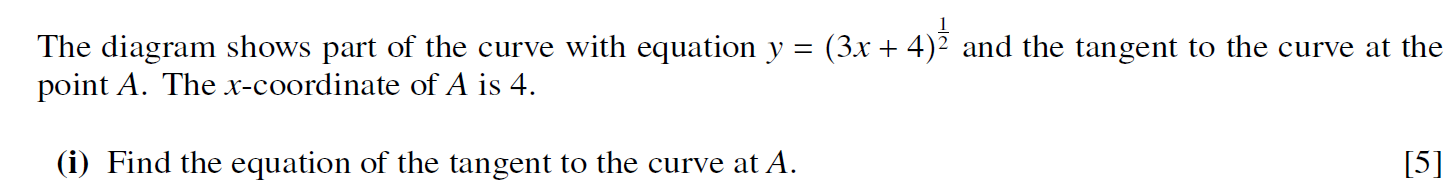 The diagram shows part of the curve with equation y = (3x + 4)^{\frac{1}{2}} and the tangent to the curve at the
point A. The x-coordinate of A is 4.
(i) Find the equation of the tangent to the curve at A. [5]